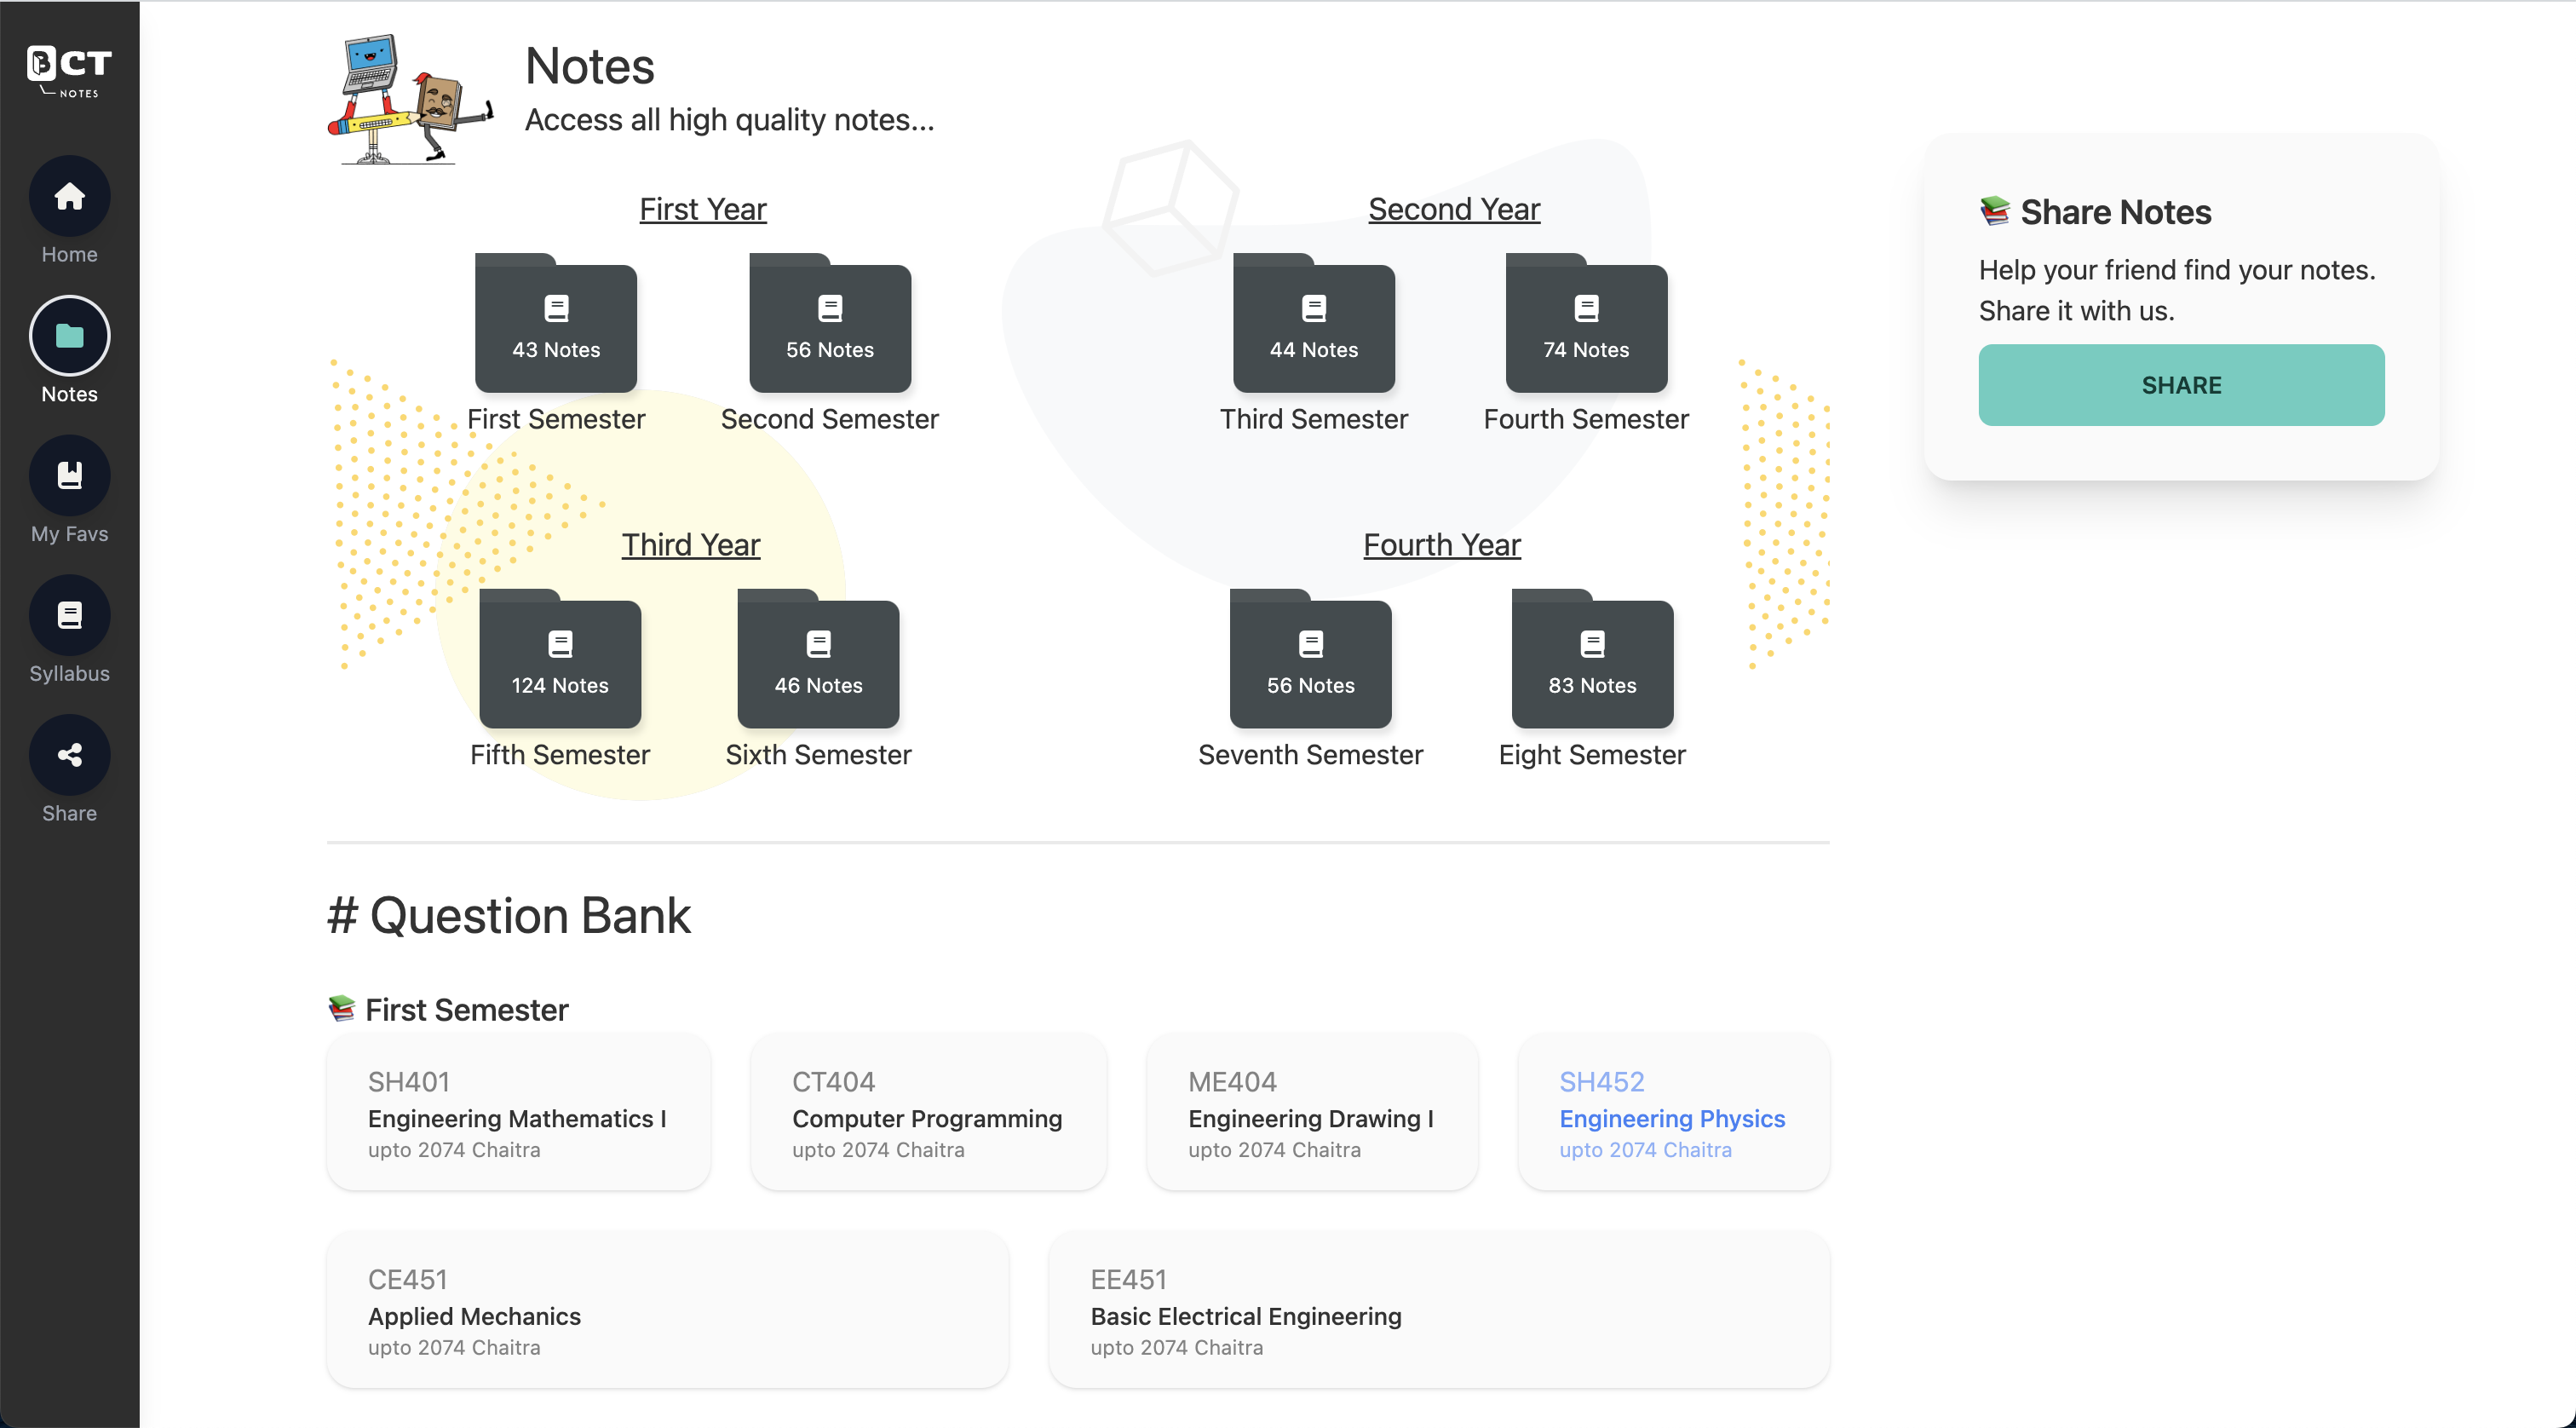 BCT
NOTES
Home
Notes
My Favs
Syllabus
Share
Notes
Access all high quality notes...
First Year
43 Notes
First Semester
56 Notes
Second Semester
Second Year
44 Notes
Third Semester
74 Notes
Fourth Semester
Third Year
124 Notes
Fifth Semester
46 Notes
Sixth Semester
Fourth Year
56 Notes
Seventh Semester
83 Notes
Eight Semester
# Question Bank
📚 First Semester
SH401
Engineering Mathematics I
upto 2074 Chaitra
CT404
Computer Programming
upto 2074 Chaitra
ME404
Engineering Drawing I
upto 2074 Chaitra
SH452
Engineering Physics
upto 2074 Chaitra
CE451
Applied Mechanics
upto 2074 Chaitra
EE451
Basic Electrical Engineering
upto 2074 Chaitra
📚 Share Notes
Help your friend find your notes.
Share it with us.
SHARE